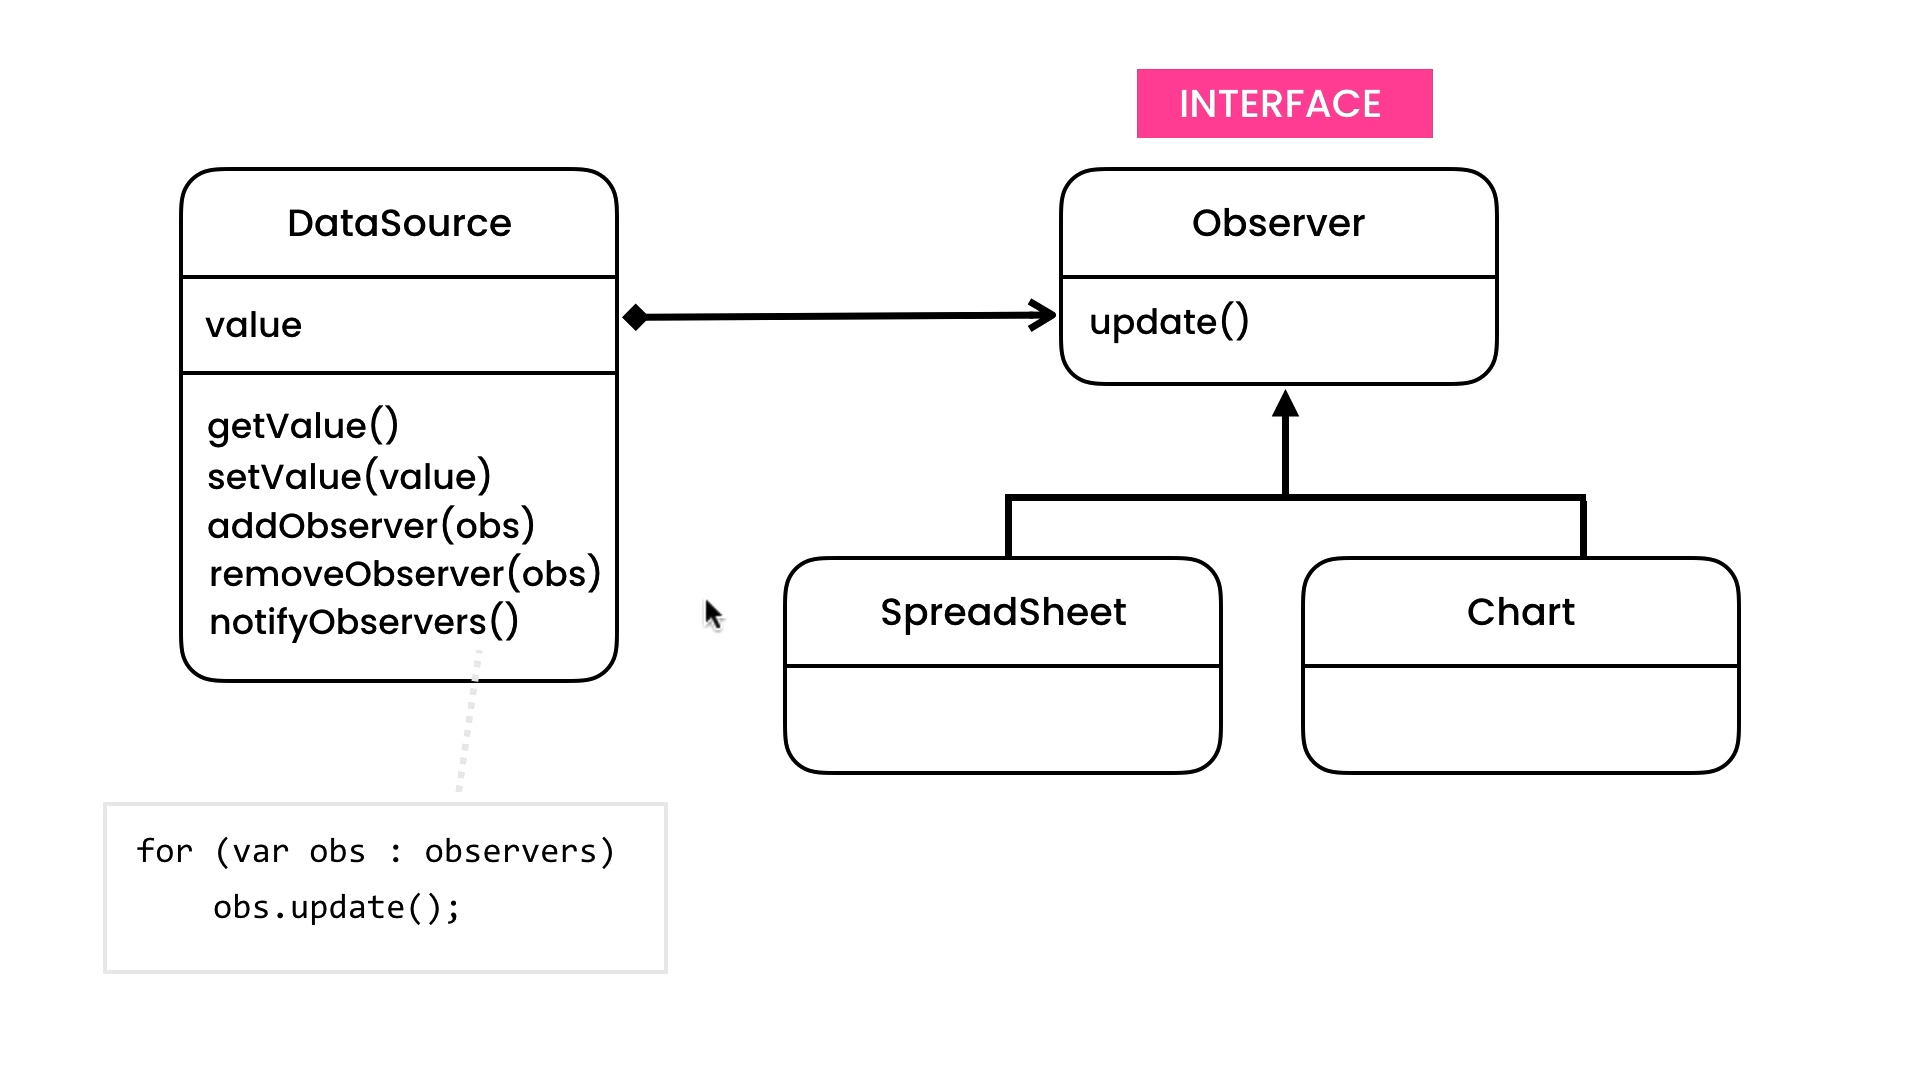 INTERFACE
DataSource
value
getValue()
setValue(value)
addObserver(obs)
removeObserver(obs)
notifyObservers()
Observer
update()
SpreadSheet
Chart
for (var obs : observers)
    obs.update();